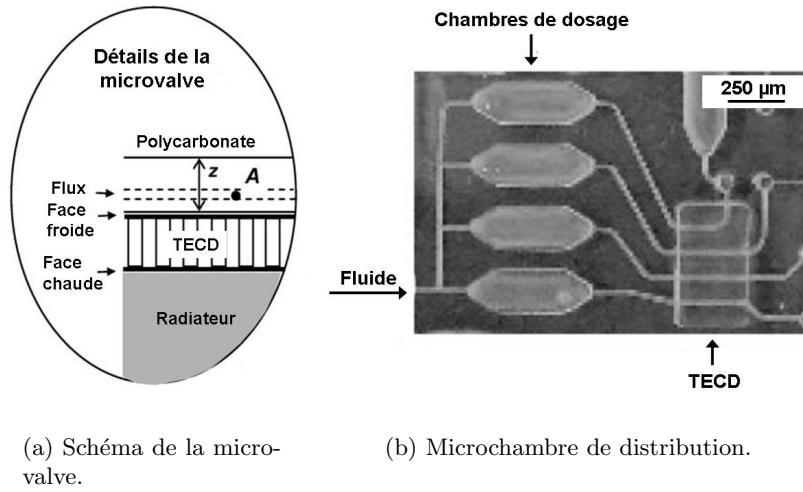 Détails de la
microvalve
Polycarbonate
z
A
Flux
Face
froide
TECD
Face
chaude
Radiateur
Chambres de dosage
250 µm
Fluide
TECD
(a) Schéma de la micro-
valve.
(b) Microchambre de distribution.